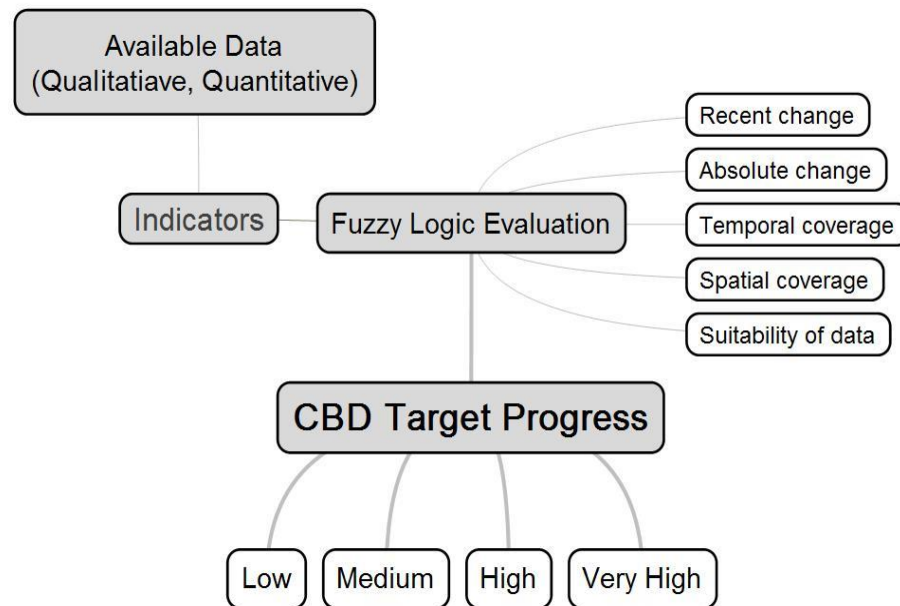 Available Data
(Qualitatiave, Quantitative)
Recent change
Absolute change
Indicators
Fuzzy Logic Evaluation
Temporal coverage
Spatial coverage
Suitability of data
CBD Target Progress
Low
Medium
High
Very High